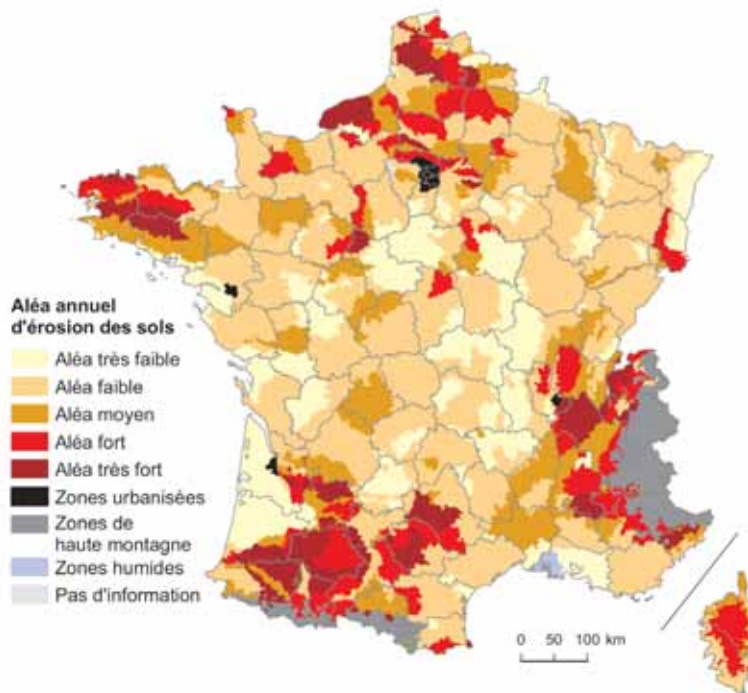 Aléa annuel
d'érosion des sols
Aléa très faible
Aléa faible
Aléa moyen
Aléa fort
Aléa très fort
Zones urbanisées
Zones de
haute montagne
Zones humides
Pas d'information
0 50 100 km